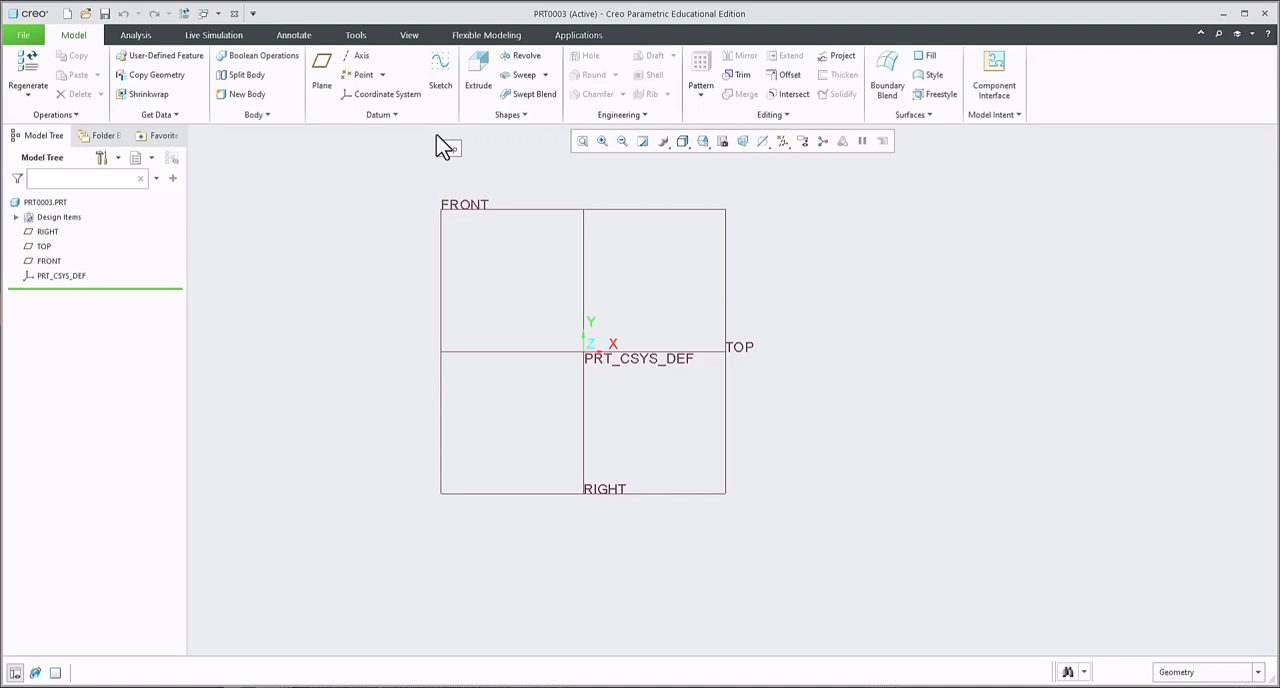 creo
PRT0003 (Active) - Creo Parametric Educational Edition
File Model Analysis Live Simulation Annotate Tools View Flexible Modeling Applications
Regenerate
Copy
Paste
Delete
Operations
User-Defined Feature
Copy Geometry
Shrinkwrap
Get Data
Boolean Operations
Split Body
New Body
Body
Plane
Axis
Point
Coordinate System
Sketch
Datum
Extrude
Revolve
Sweep
Swept Blend
Shapes
Hole
Round
Chamfer
Draft
Shell
Rib
Engineering
Pattern
Mirror
Trim
Merge
Extend
Offset
Intersect
Project
Thicken
Solidify
Editing
Boundary
Blend
Fill
Style
Freestyle
Surfaces
Component
Interface
Model Intent
Model Tree Folder B Favorite
Model Tree
PRT0003.PRT
Design Items
RIGHT
TOP
FRONT
PRT_CSYS_DEF
FRONT
Y
Z X
TOP
PRT_CSYS_DEF
RIGHT
Geometry